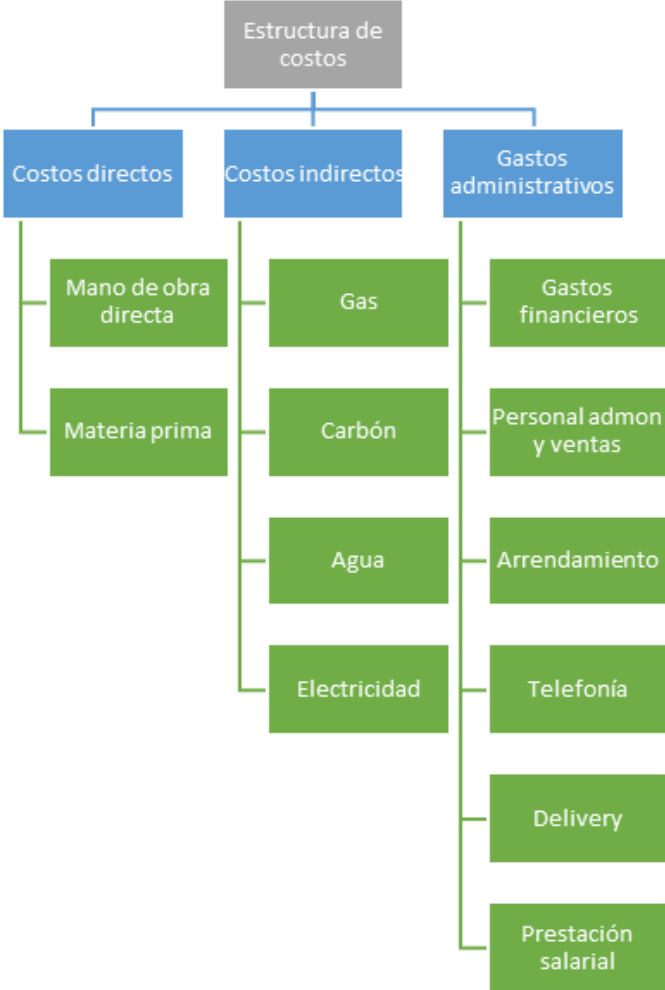 Estructura de
costos
Costos directos
Costos indirectos
Gastos
administrativos
Mano de obra
directa
Materia prima
Gas
Carbón
Agua
Electricidad
Gastos
financieros
Personal admon
y ventas
Arrendamiento
Telefonía
Delivery
Prestación
salarial